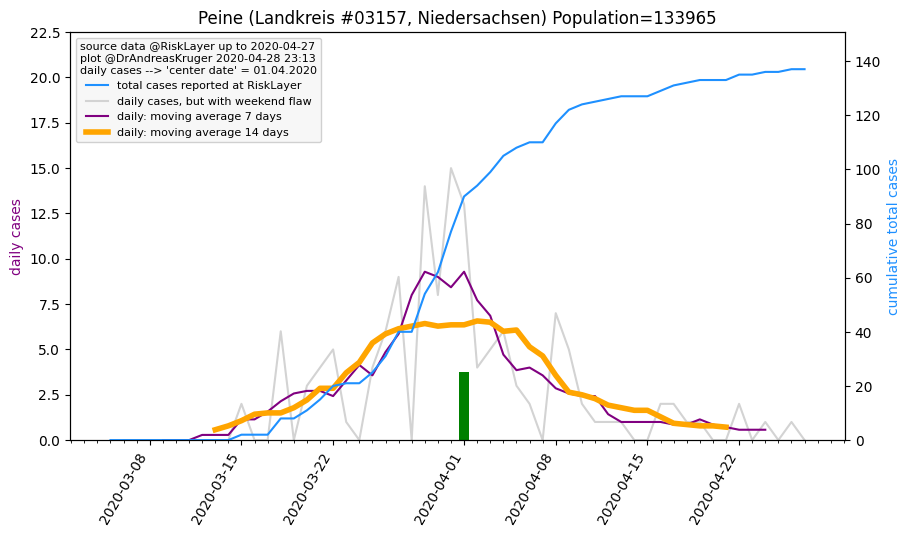 Peine (Landkreis #03157, Niedersachsen) Population=133965
source data @RiskLayer up to 2020-04-27
plot @DrAndreasKruger 2020-04-28 23:13
daily cases --> 'center date' = 01.04.2020
total cases reported at RiskLayer
daily cases, but with weekend flaw
daily: moving average 7 days
daily: moving average 14 days
daily cases
22.5
20.0
17.5
15.0
12.5
10.0
7.5
5.0
2.5
0.0
cumulative total cases
140
120
100
80
60
40
20
0
2020-03-08
2020-03-15
2020-03-22
2020-04-01
2020-04-08
2020-04-15
2020-04-22